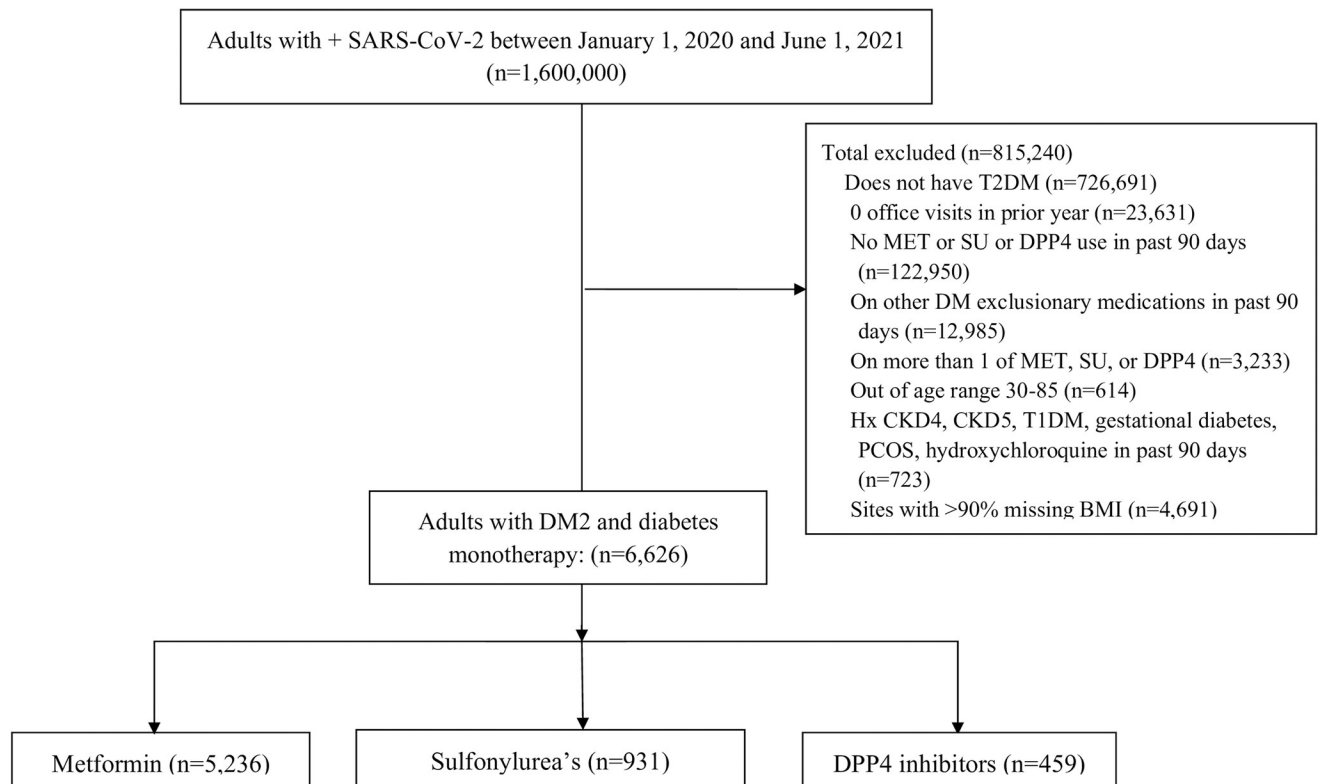 Adults with + SARS-CoV-2 between January 1, 2020 and June 1, 2021
(n=1,600,000)
Total excluded (n=815,240)
Does not have T2DM (n=726,691)
0 office visits in prior year (n=23,631)
No MET or SU or DPP4 use in past 90 days
(n=122,950)
On other DM exclusionary medications in past 90
days (n=12,985)
On more than 1 of MET, SU, or DPP4 (n=3,233)
Out of age range 30-85 (n=614)
Hx CKD4, CKD5, T1DM, gestational diabetes,
PCOS, hydroxychloroquine in past 90 days
(n=723)
Sites with >90% missing BMI (n=4,691)
Adults with DM2 and diabetes
monotherapy: (n=6,626)
Metformin (n=5,236)
Sulfonylurea’s (n=931)
DPP4 inhibitors (n=459)